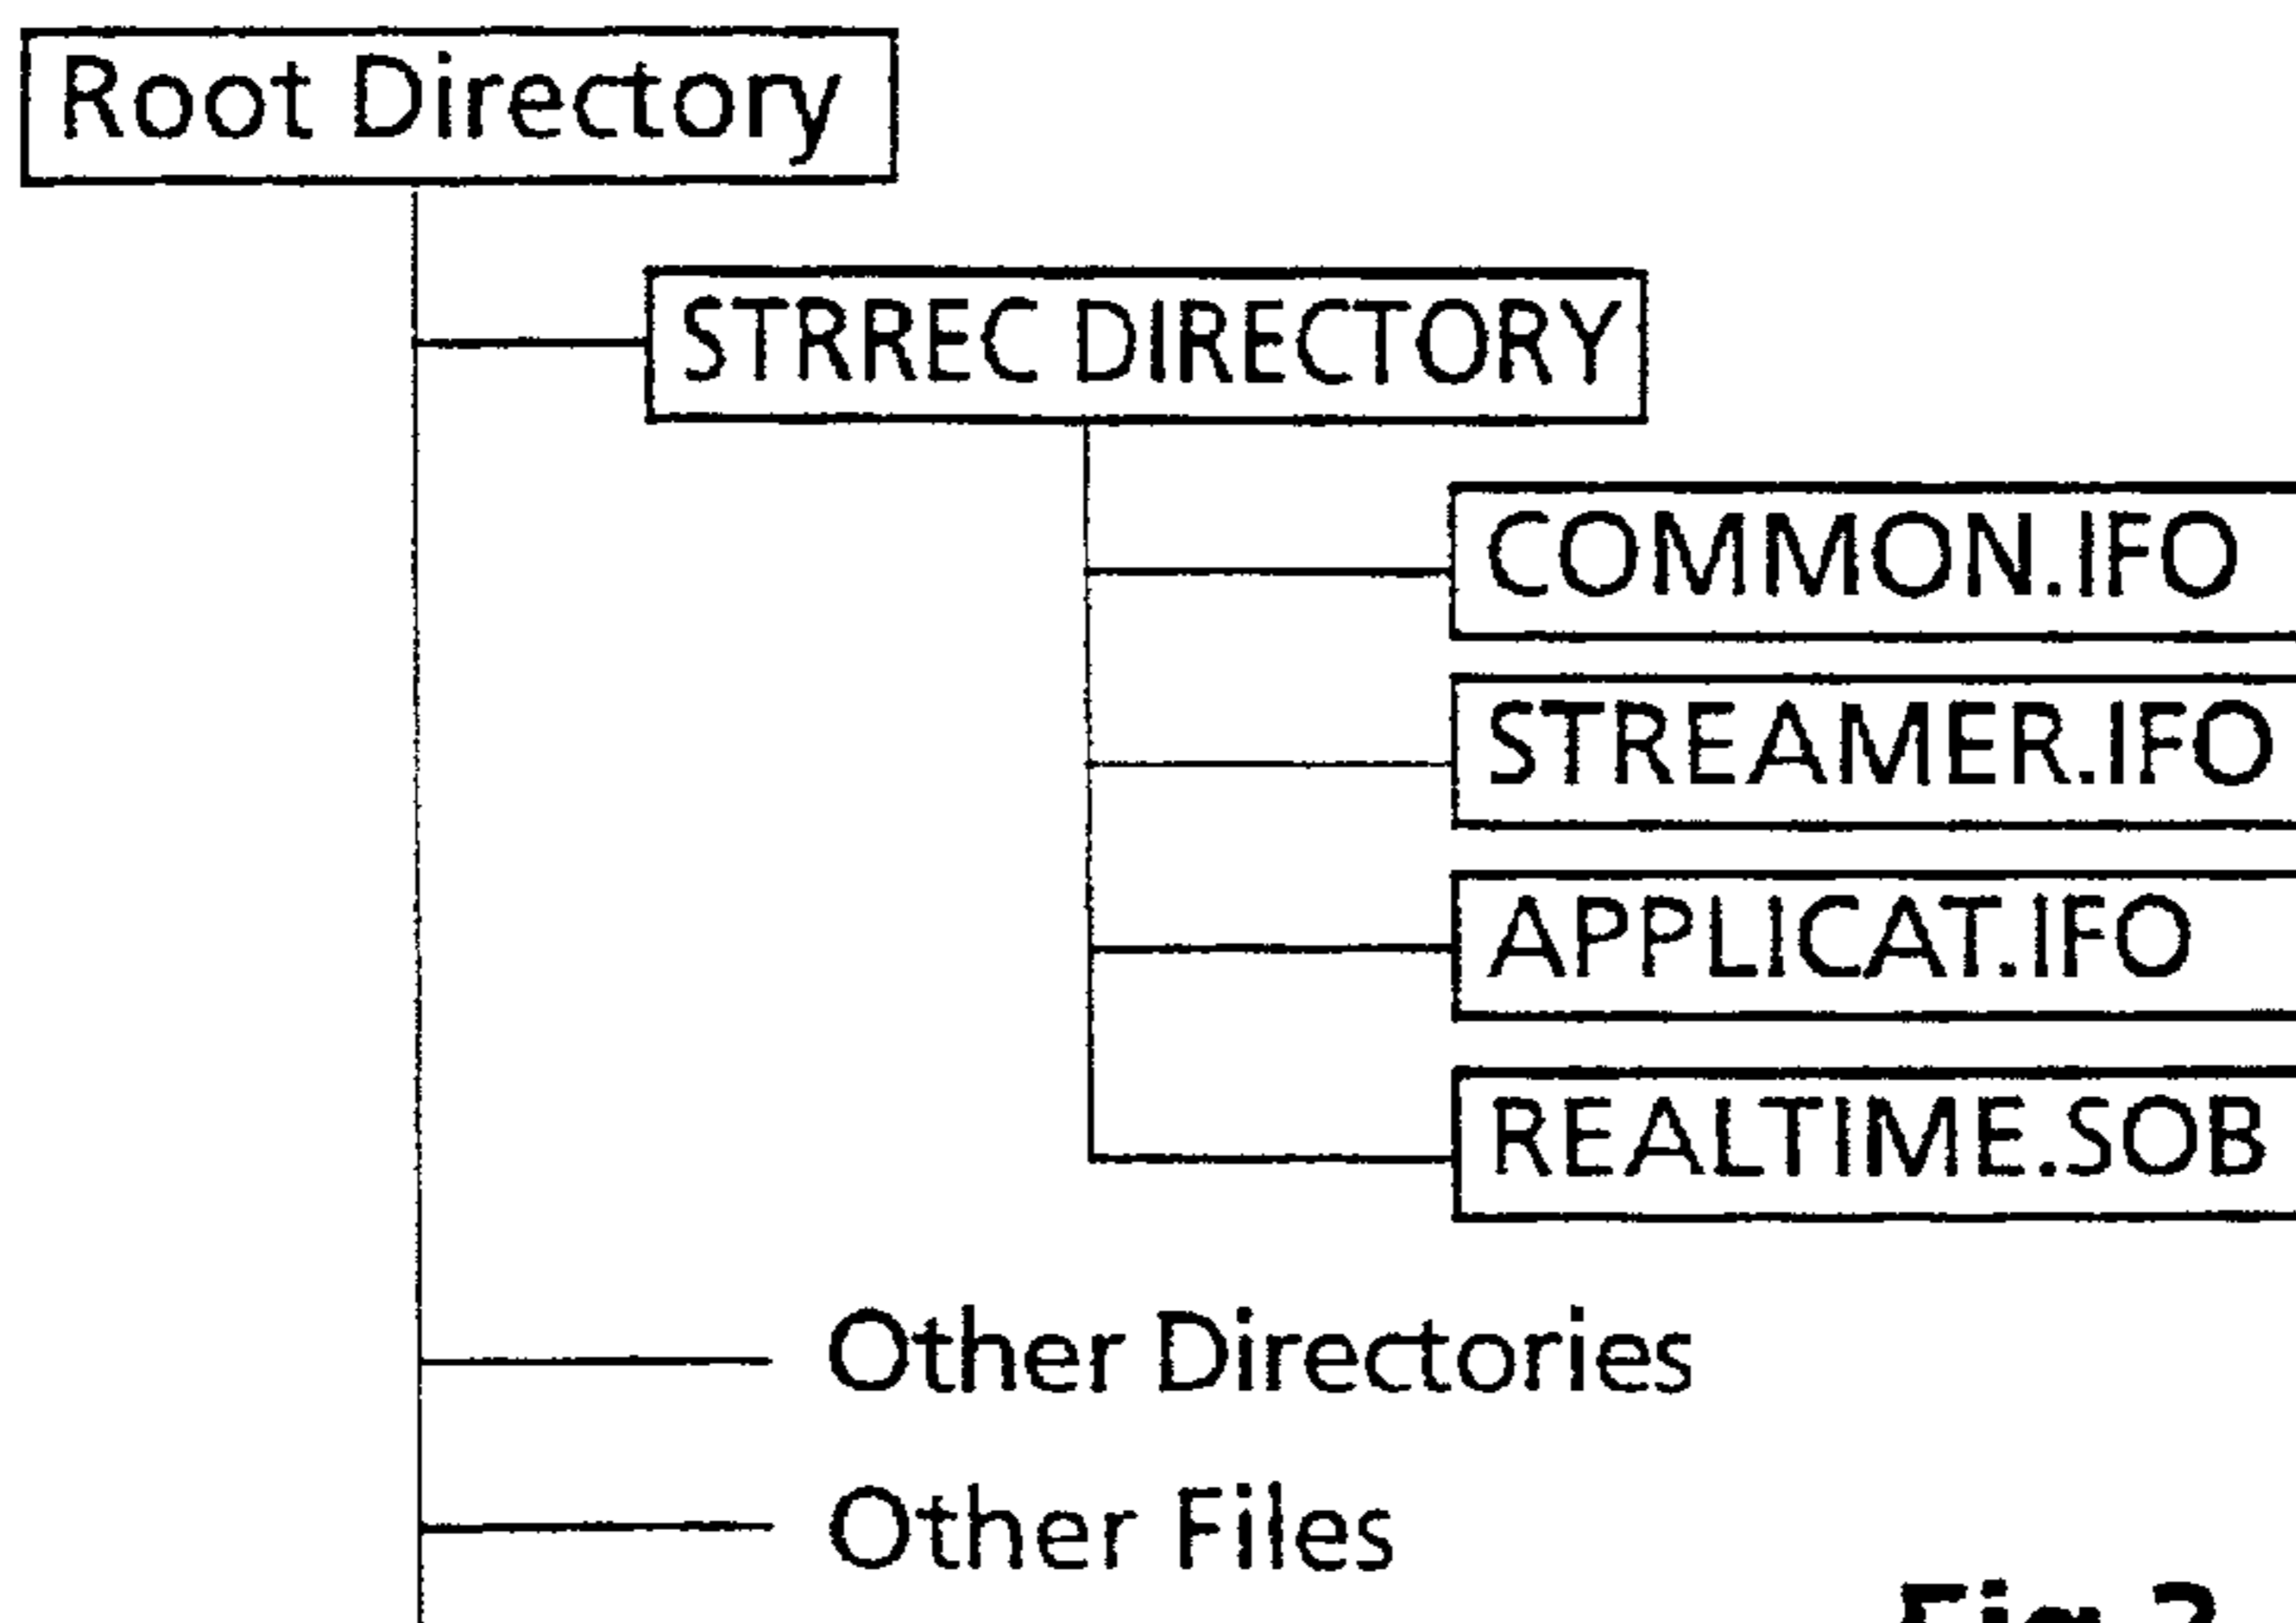 Root Directory
STRREC DIRECTORY
COMMON.IFO
STREAMER.IFO
APPLICAT.IFO
REALTIME.SOB
Other Directories
Other Files